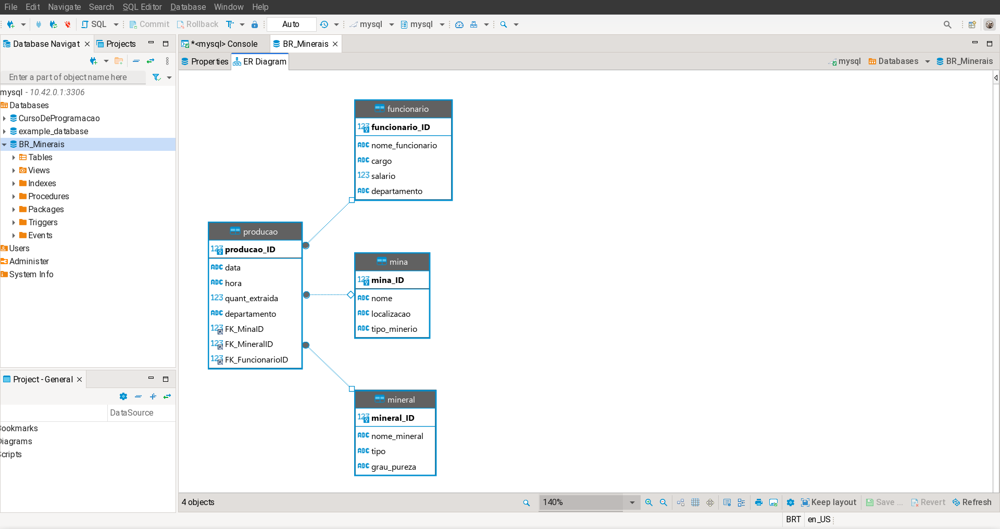 File Edit Navigate Search SQL Editor Database Window Help
SQL Commit Rollback Auto mysql mysql
Database Navigat Projects
Enter a part of object name here
mysql - 10.42.0.1:3306
Databases
CursoDeProgramacao
example_database
BR_Minerais
Tables
Views
Indexes
Procedures
Packages
Triggers
Events
Users
Administer
System Info
Project - General
DataSource
Bookmarks
Diagrams
Scripts
*<mysql> Console BR_Minerais
Properties ER Diagram mysql Databases BR_Minerais
funcionario
123 funcionario_ID
ABC nome_funcionario
ABC cargo
123 salario
ABC departamento
producao
123 producao_ID
ABC data
ABC hora
123 quant_extraida
ABC departamento
123 FK_MinaID
123 FK_MineralID
123 FK_FuncionarioID
mina
123 mina_ID
ABC nome
ABC localizacao
ABC tipo_minerio
mineral
123 mineral_ID
ABC nome_mineral
ABC tipo
ABC grau_pureza
4 objects 140% Keep layout Save ... Revert Refresh
BRT en_US